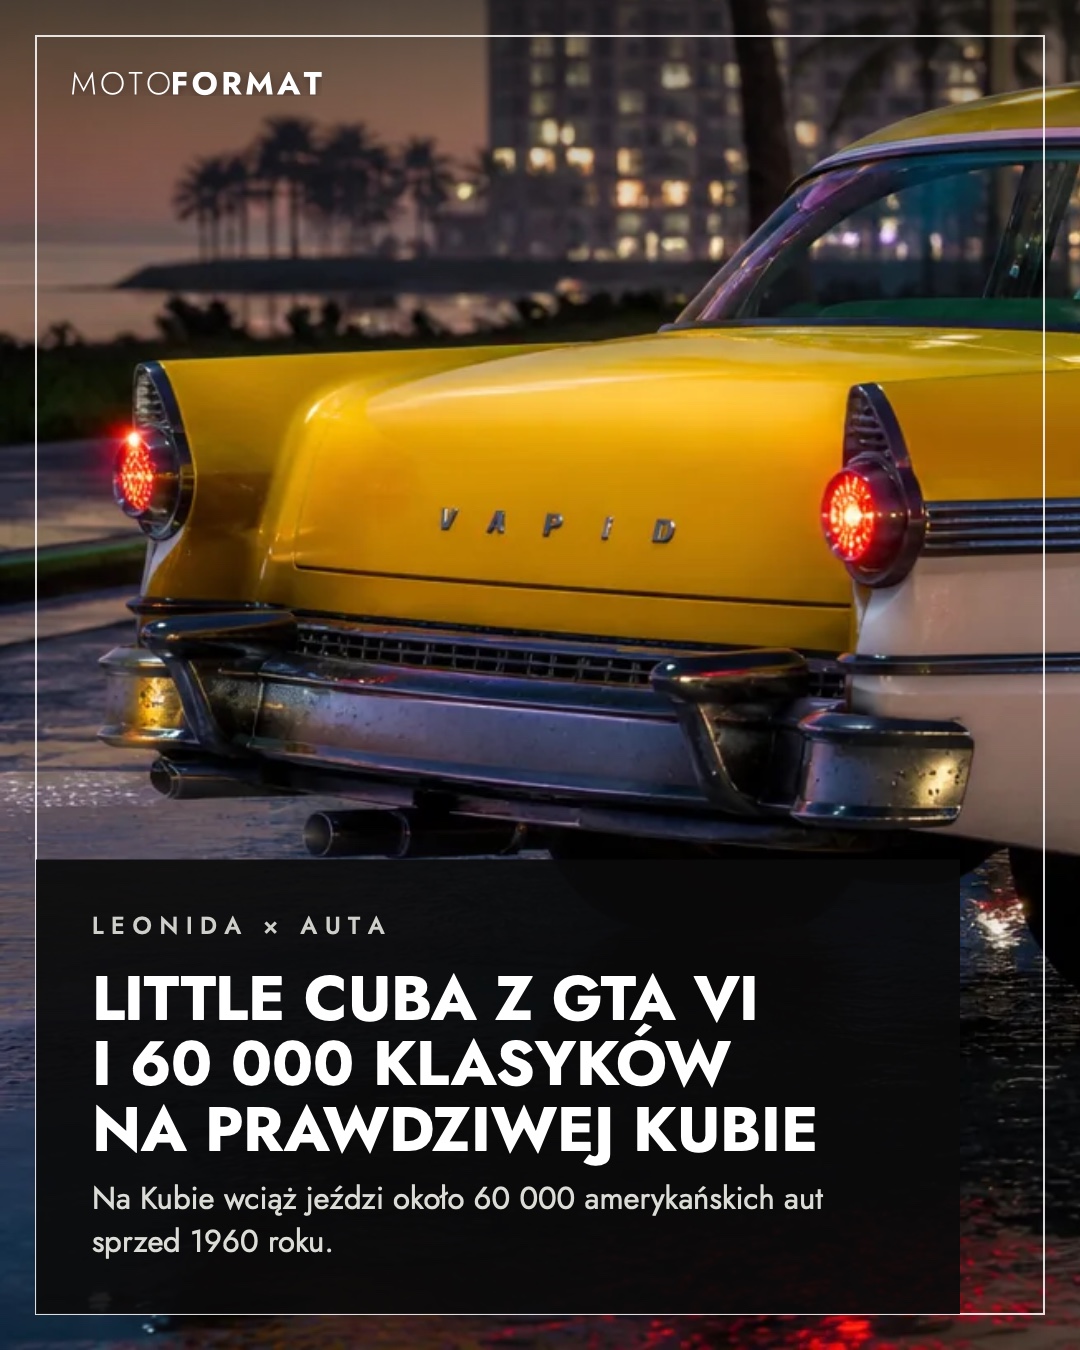 MOTOFORMAT
VAPID
LEONIDA × AUTA
LITTLE CUBA Z GTA VI
I 60 000 KLASYKÓW
NA PRAWDZIWEJ KUBIE
Na Kubie wciąż jeździ około 60 000 amerykańskich aut
sprzed 1960 roku.